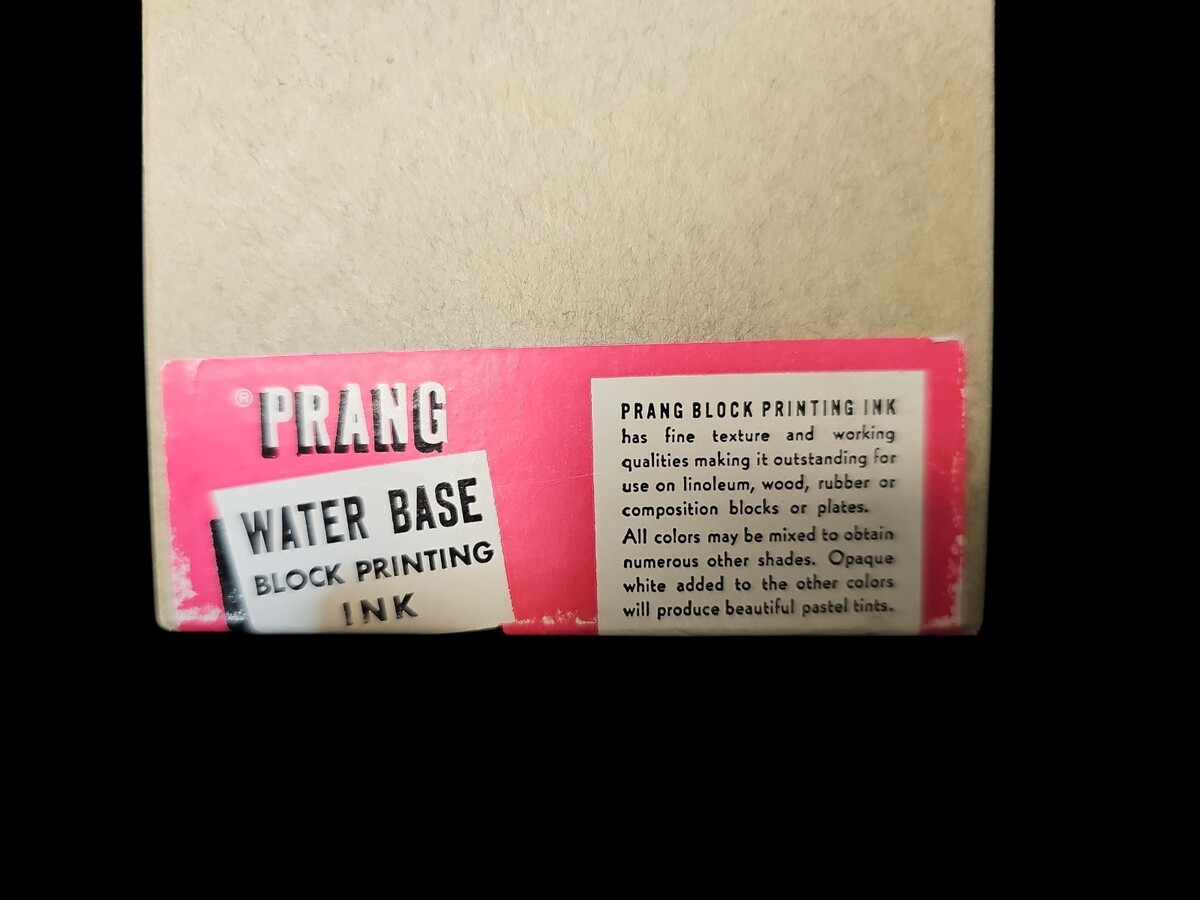 ® PRANG
WATER BASE
BLOCK PRINTING
INK
PRANG BLOCK PRINTING INK
has fine texture and working
qualities making it outstanding for
use on linoleum, wood, rubber or
composition blocks or plates.
All colors may be mixed to obtain
numerous other shades. Opaque
white added to the other colors
will produce beautiful pastel tints.